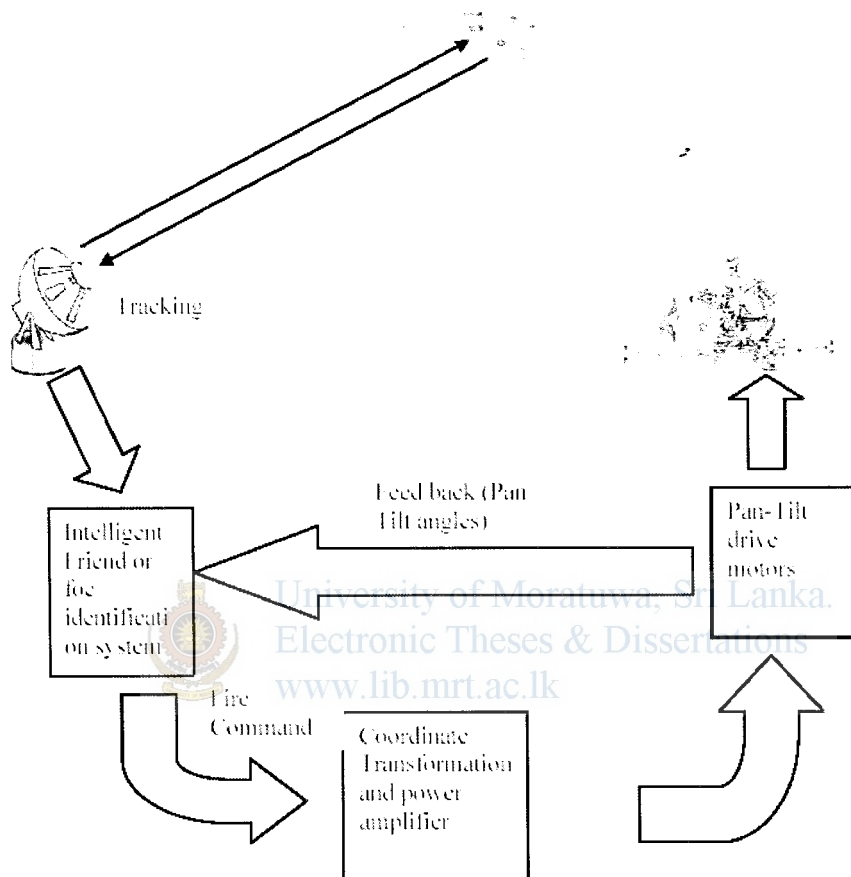 Tracking
Feed back (Pan
Tilt angles)
Pan-Tilt
drive
motors
Intelligent
Friend or
foe
identificati
on system
University of Moratuwa, Sri Lanka.
Electronic Theses & Dissertations
www.lib.mrt.ac.lk
Fire
Command
Coordinate
Transformation
and power
amplifier